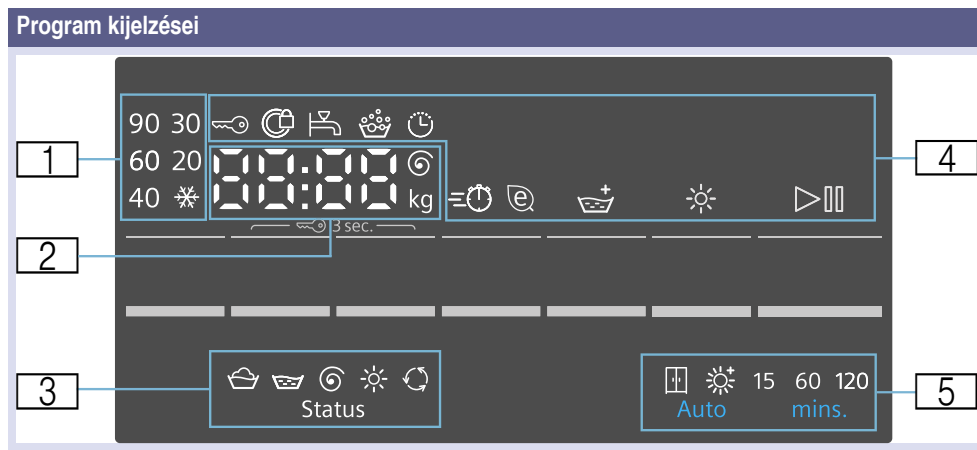 Program kijelzései
90 30
60 20
40
88:88
kg
3 sec.
e
1
2
3
4
5
Status
15 60 120
Auto mins.